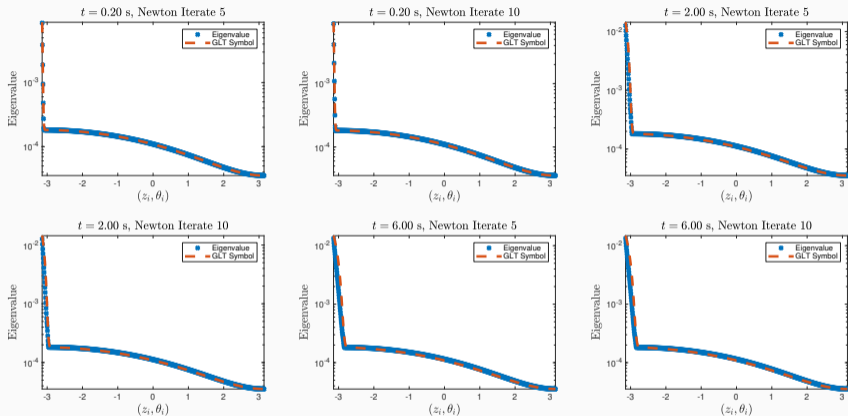 t = 0.20 s, Newton Iterate 5
Eigenvalue
10^-3
10^-4
Eigenvalue
GLT Symbol
-3 -2 -1 0 1 2 3
(z_i, θ_i)
t = 0.20 s, Newton Iterate 10
Eigenvalue
10^-3
10^-4
Eigenvalue
GLT Symbol
-3 -2 -1 0 1 2 3
(z_i, θ_i)
t = 2.00 s, Newton Iterate 5
Eigenvalue
10^-2
10^-3
10^-4
Eigenvalue
GLT Symbol
-3 -2 -1 0 1 2 3
(z_i, θ_i)
t = 2.00 s, Newton Iterate 10
Eigenvalue
10^-2
10^-3
10^-4
Eigenvalue
GLT Symbol
-3 -2 -1 0 1 2 3
(z_i, θ_i)
t = 6.00 s, Newton Iterate 5
Eigenvalue
10^-2
10^-3
10^-4
Eigenvalue
GLT Symbol
-3 -2 -1 0 1 2 3
(z_i, θ_i)
t = 6.00 s, Newton Iterate 10
Eigenvalue
10^-2
10^-3
10^-4
Eigenvalue
GLT Symbol
-3 -2 -1 0 1 2 3
(z_i, θ_i)